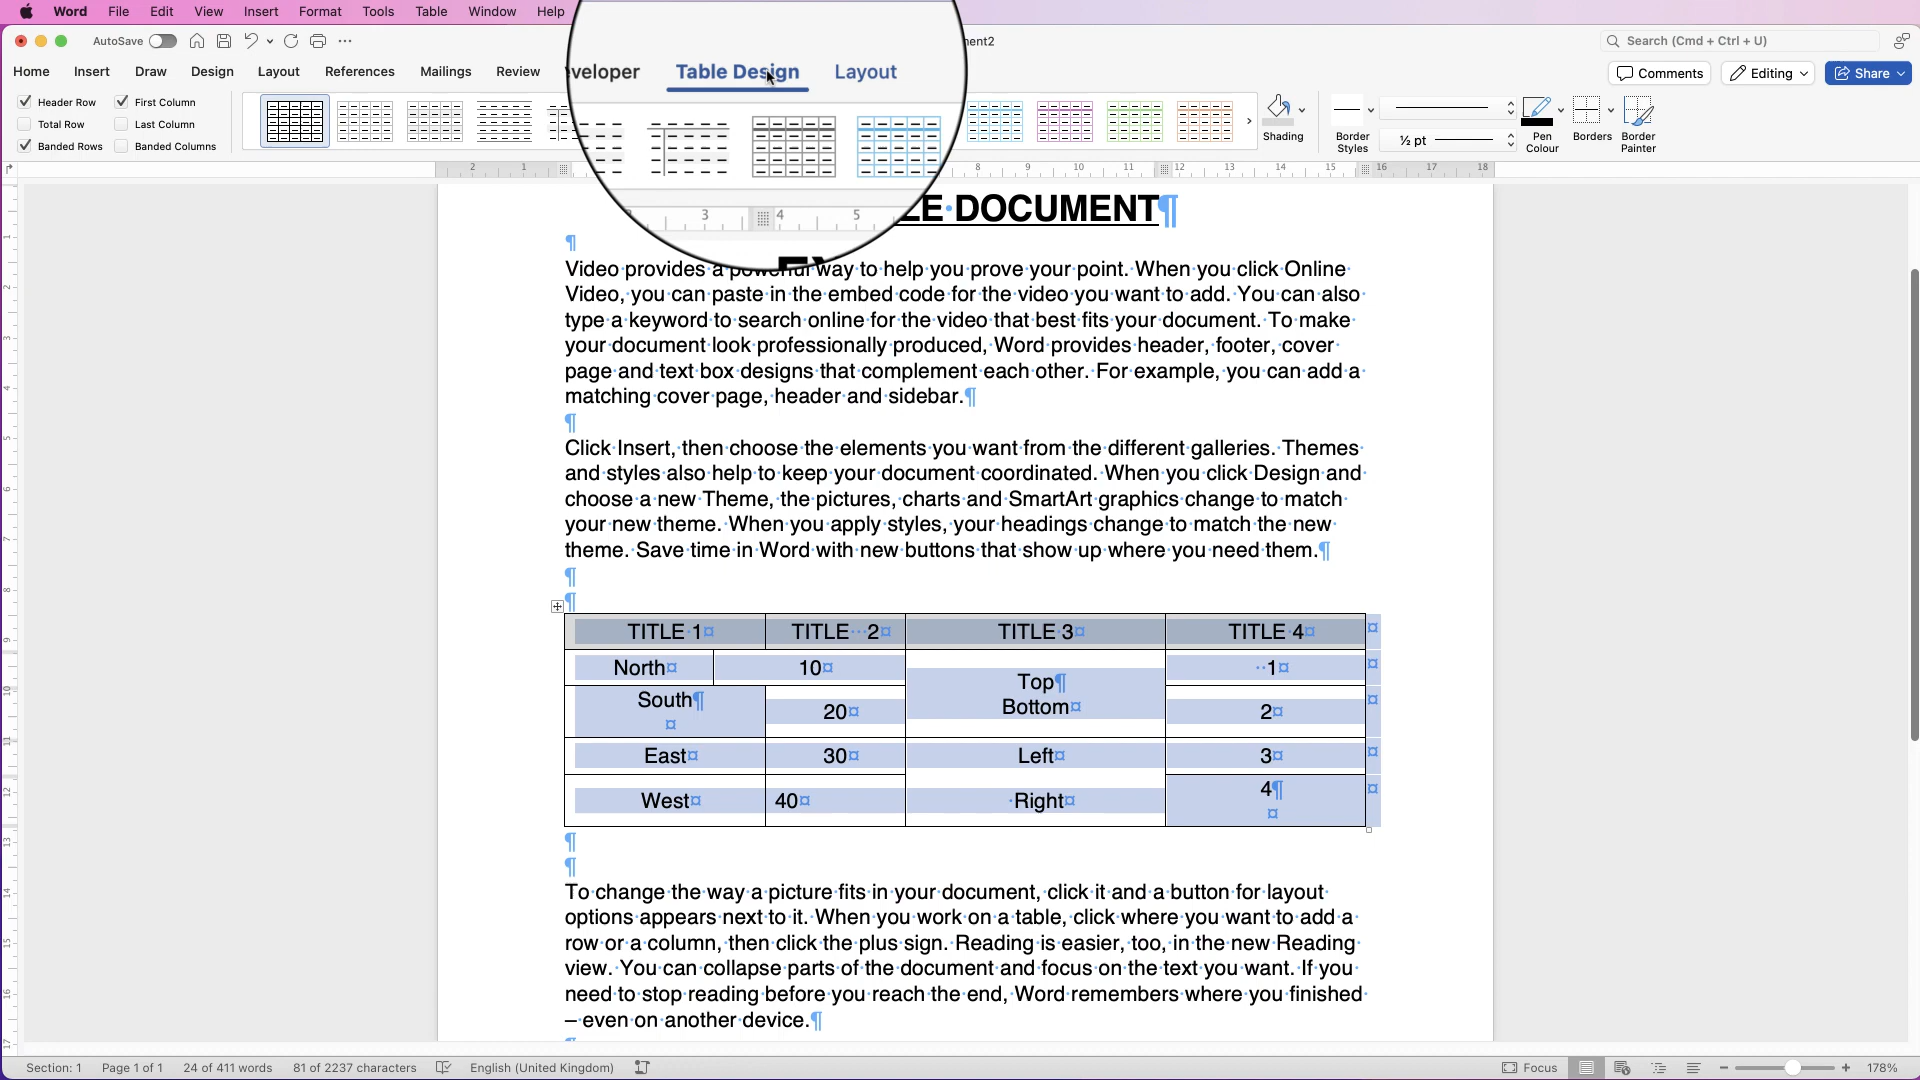 Word File Edit View Insert Format Tools Table Window Help
AutoSave
ment2
Search (Cmd + Ctrl + U)
Home Insert Draw Design Layout References Mailings Review
Table Design Layout
Comments Editing Share
Header Row First Column
Total Row Last Column
Banded Rows Banded Columns
Shading
Border Styles
½ pt
Pen Colour
Borders
Border Painter
2 1 3 4 5 8 9 10 11 12 13 14 15 16 17 18
LE DOCUMENT¶
¶
Video provides a powerful way to help you prove your point. When you click Online
Video, you can paste in the embed code for the video you want to add. You can also
type a keyword to search online for the video that best fits your document. To make
your document look professionally produced, Word provides header, footer, cover
page and text box designs that complement each other. For example, you can add a
matching cover page, header and sidebar.¶
¶
Click Insert, then choose the elements you want from the different galleries. Themes
and styles also help to keep your document coordinated. When you click Design and
choose a new Theme, the pictures, charts and SmartArt graphics change to match
your new theme. When you apply styles, your headings change to match the new
theme. Save time in Word with new buttons that show up where you need them.¶
¶
¶
TITLE 1¤ TITLE 2¤ TITLE 3¤ TITLE 4¤ ¤
North¤ 10¤ Top¶ 1¤ ¤
South¶ Bottom¤
¤ 20¤ 2¤ ¤
East¤ 30¤ Left¤ 3¤ ¤
West¤ 40¤ Right¤ 4¶ ¤
¤
¶
¶
To change the way a picture fits in your document, click it and a button for layout
options appears next to it. When you work on a table, click where you want to add a
row or a column, then click the plus sign. Reading is easier, too, in the new Reading
view. You can collapse parts of the document and focus on the text you want. If you
need to stop reading before you reach the end, Word remembers where you finished
– even on another device.¶
Section: 1 Page 1 of 1 24 of 411 words 81 of 2237 characters English (United Kingdom) Focus 178%